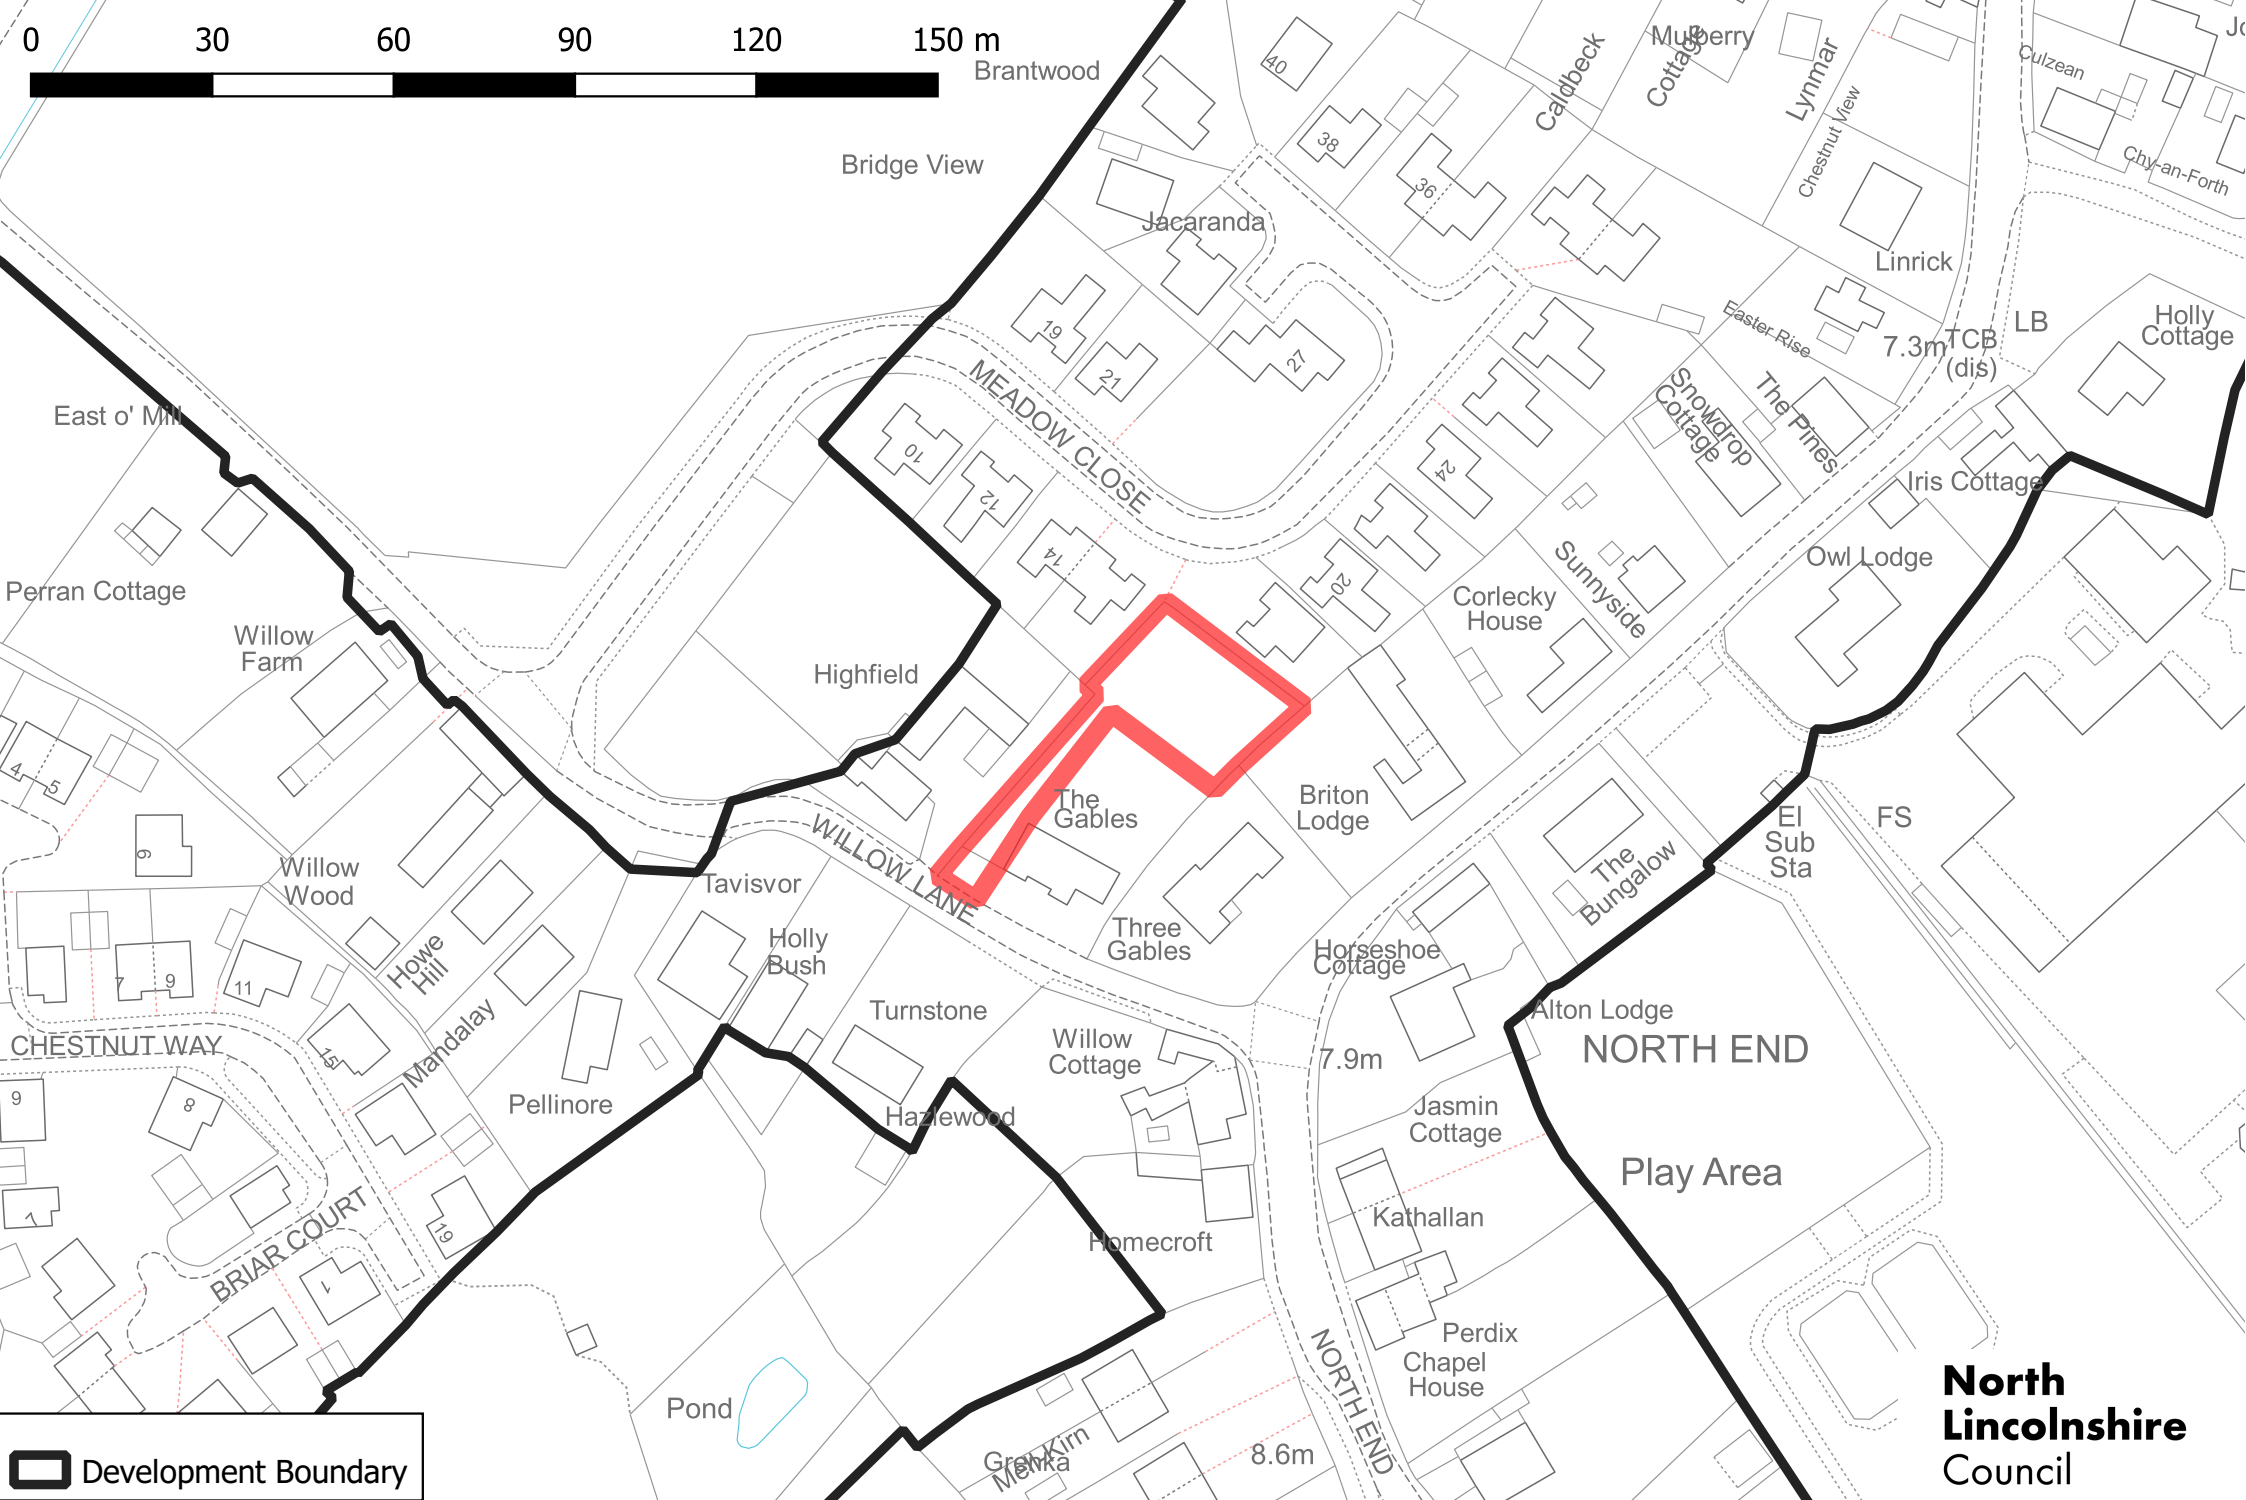 0 30 60 90 120 150 m
Brantwood
Bridge View
Jacaranda
40
38
36
Caldbeck
Mulberry
Cottage
Lynmar
Chestnut View
Culzean
Chy-an-Forth
Linrick
Easter Rise
7.3m
TCB
(dis)
LB
Holly
Cottage
East o' Mill
19
21
27
MEADOW CLOSE
10
12
14
20
24
Snowdrop
Cottage
The Pines
Iris Cottage
Owl Lodge
Sunnyside
Corlecky
House
Perran Cottage
Willow
Farm
Highfield
4
5
6
The
Gables
Briton
Lodge
El
Sub
Sta
FS
WILLOW LANE
Willow
Wood
Tavisvor
Holly
Bush
Three
Gables
The
Bungalow
Horseshoe
Cottage
Howe
Hill
7
9
11
15
Mandalay
CHESTNUT WAY
Turnstone
Willow
Cottage
7.9m
Alton Lodge
NORTH END
Pellinore
Hazlewood
Jasmin
Cottage
Play Area
9
8
7
19
1
BRIAR COURT
Homecroft
Kathallan
Perdix
Chapel
House
NORTH END
Pond
8.6m
North
Lincolnshire
Council
Development Boundary